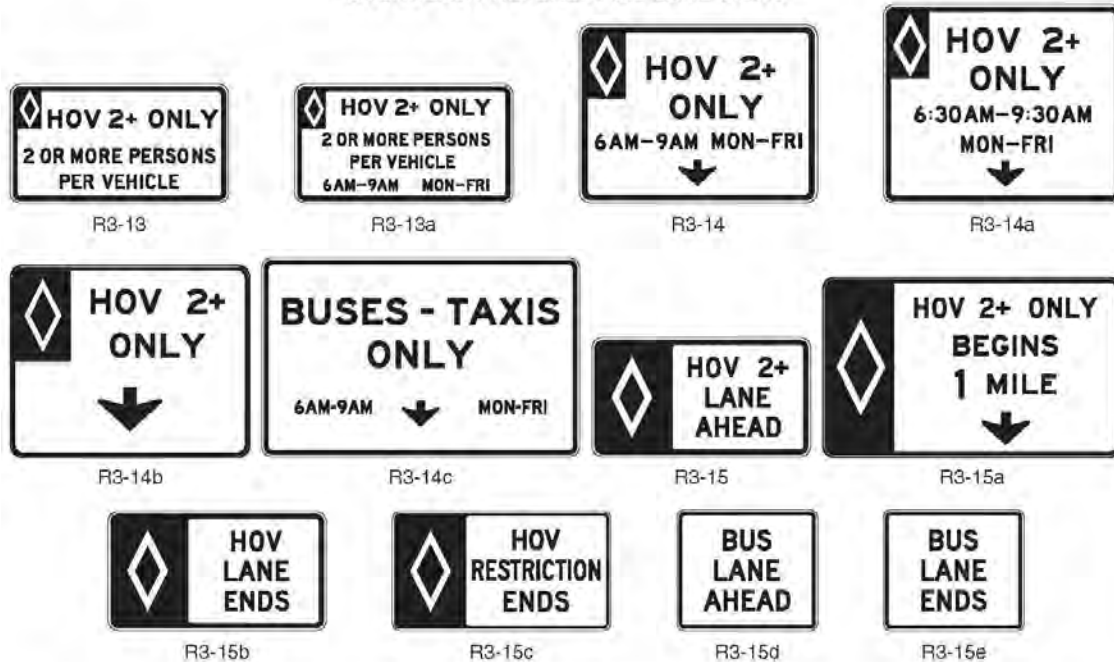 HOV 2+ ONLY
2 OR MORE PERSONS
PER VEHICLE
R3-13
HOV 2+ ONLY
2 OR MORE PERSONS
PER VEHICLE
6AM-9AM MON-FRI
R3-13a
HOV 2+
ONLY
6AM-9AM MON-FRI
R3-14
HOV 2+
ONLY
6:30AM-9:30AM
MON-FRI
R3-14a
HOV 2+
ONLY
R3-14b
BUSES - TAXIS
ONLY
6AM-9AM MON-FRI
R3-14c
HOV 2+
LANE
AHEAD
R3-15
HOV 2+ ONLY
BEGINS
1 MILE
R3-15a
HOV
LANE
ENDS
R3-15b
HOV
RESTRICTION
ENDS
R3-15c
BUS
LANE
AHEAD
R3-15d
BUS
LANE
ENDS
R3-15e